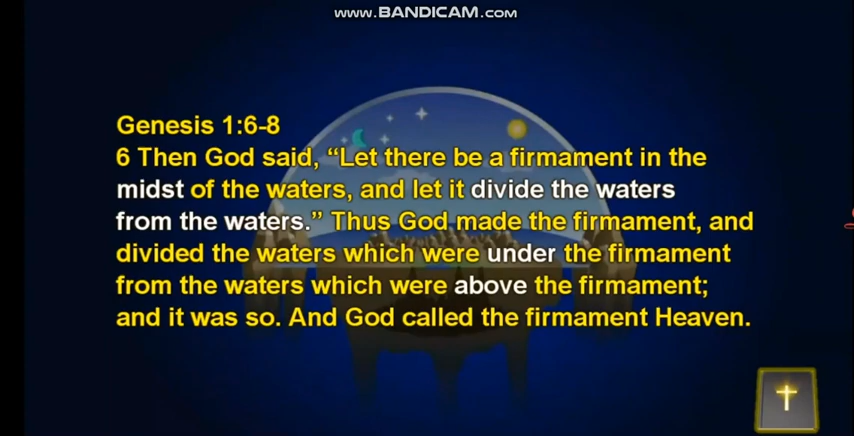 www.BANDICAM.com
Genesis 1:6-8
6 Then God said, “Let there be a firmament in the
midst of the waters, and let it divide the waters
from the waters.” Thus God made the firmament, and
divided the waters which were under the firmament
from the waters which were above the firmament;
and it was so. And God called the firmament Heaven.